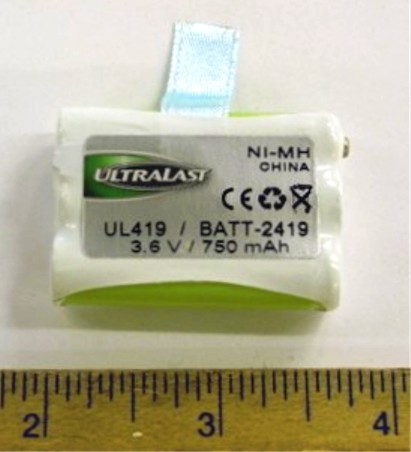 NI-MH
CHINA
ULTRALAST
CE
UL419 / BATT-2419
3.6 V / 750 mAh
2 3 4